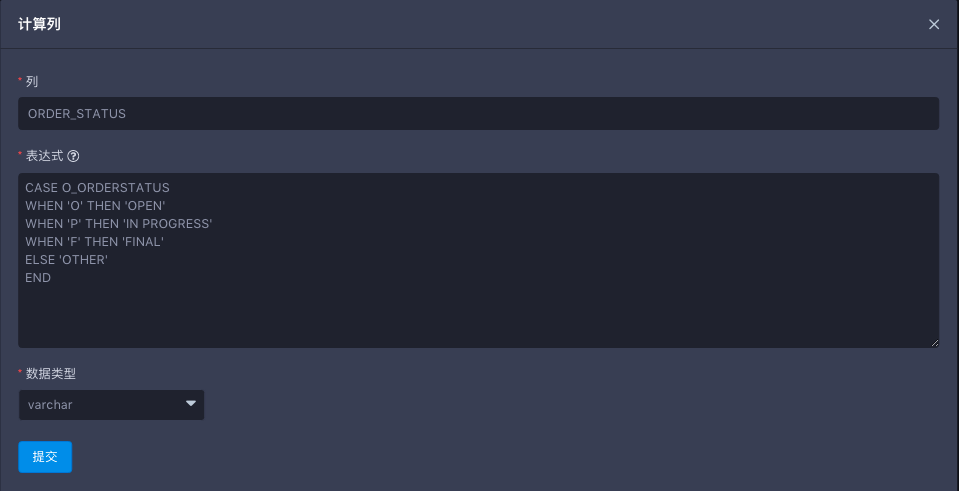 计算列
* 列
ORDER_STATUS
* 表达式
CASE O_ORDERSTATUS
WHEN 'O' THEN 'OPEN'
WHEN 'P' THEN 'IN PROGRESS'
WHEN 'F' THEN 'FINAL'
ELSE 'OTHER'
END
* 数据类型
varchar
提交